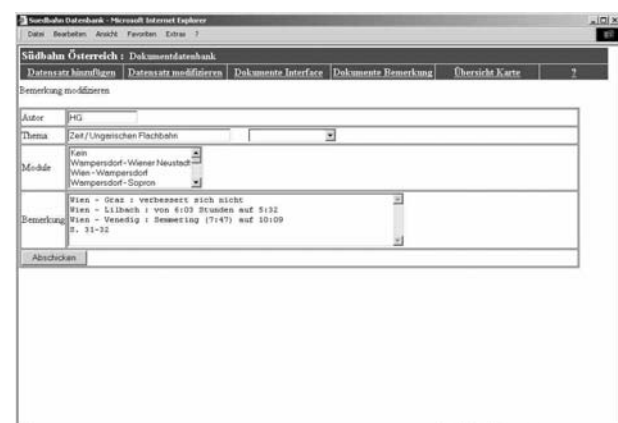 Suedbahn Datenbank - Microsoft Internet Explorer
Datei Bearbeiten Ansicht Favoriten Extras ?
Südbahn Österreich : Dokumentdatenbank
Datensatz hinzufügen Datensatz modifizieren Dokumente Interface Dokumente Bemerkung Übersicht Karte ?
Bemerkung modifizieren
Autor HG
Thema Zeit/Ungarischen Flachbahn
Module
Kein
Wampersdorf-Wiener Neustadt
Wien-Wampersdorf
Wampersdorf-Sopron
Bemerkung
Wien - Graz : verbessert sich nicht
Wien - Lilbach : von 6:03 Stunden auf 5:32
Wien - Venedig : Semmering (7:47) auf 10:09
S. 31-32
Abschicken